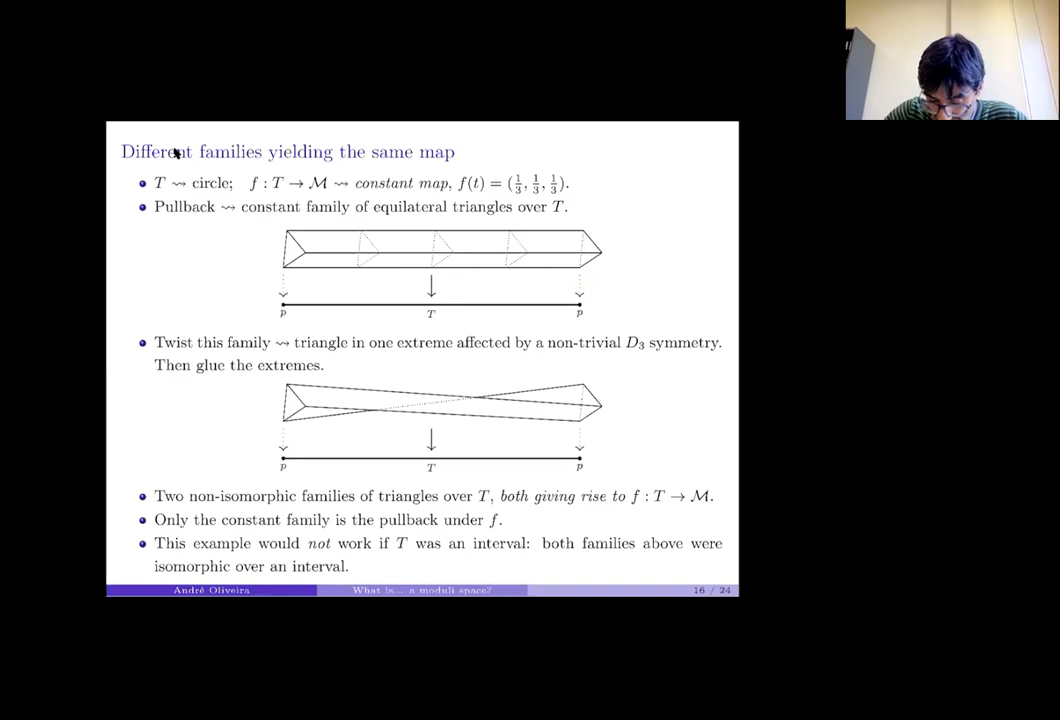 Different families yielding the same map
T ⇝ circle; f : T → M ⇝ constant map, f(t) = (1/3, 1/3, 1/3).
Pullback ⇝ constant family of equilateral triangles over T.
p T p
Twist this family ⇝ triangle in one extreme affected by a non-trivial D₃ symmetry.
Then glue the extremes.
p T p
Two non-isomorphic families of triangles over T, both giving rise to f : T → M.
Only the constant family is the pullback under f.
This example would not work if T was an interval: both families above were
isomorphic over an interval.
André Oliveira What is... a moduli space? 16 / 24